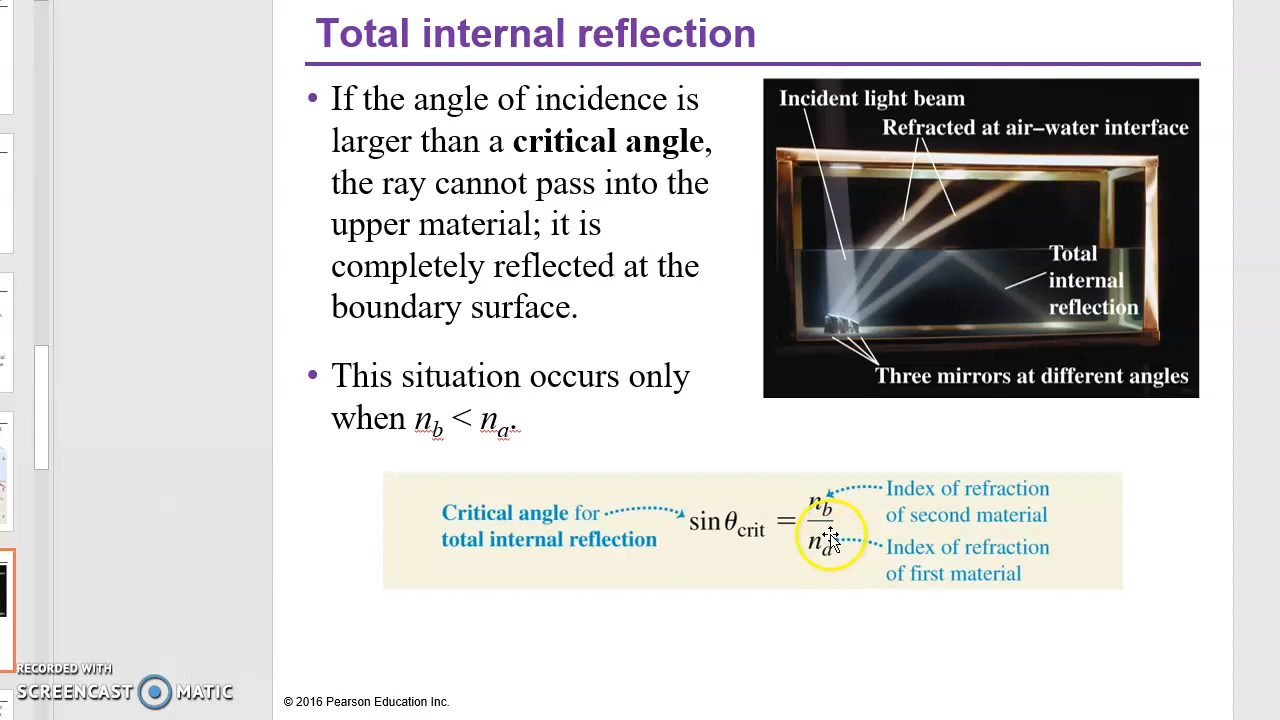 Total internal reflection
• If the angle of incidence is
larger than a critical angle,
the ray cannot pass into the
upper material; it is
completely reflected at the
boundary surface.
• This situation occurs only
when n_b < n_a.
Incident light beam
Refracted at air–water interface
Total
internal
reflection
Three mirrors at different angles
Critical angle for
total internal reflection
sin θ_crit = n_b / n_a
Index of refraction
of second material
Index of refraction
of first material
RECORDED WITH
SCREENCAST MATIC
© 2016 Pearson Education Inc.